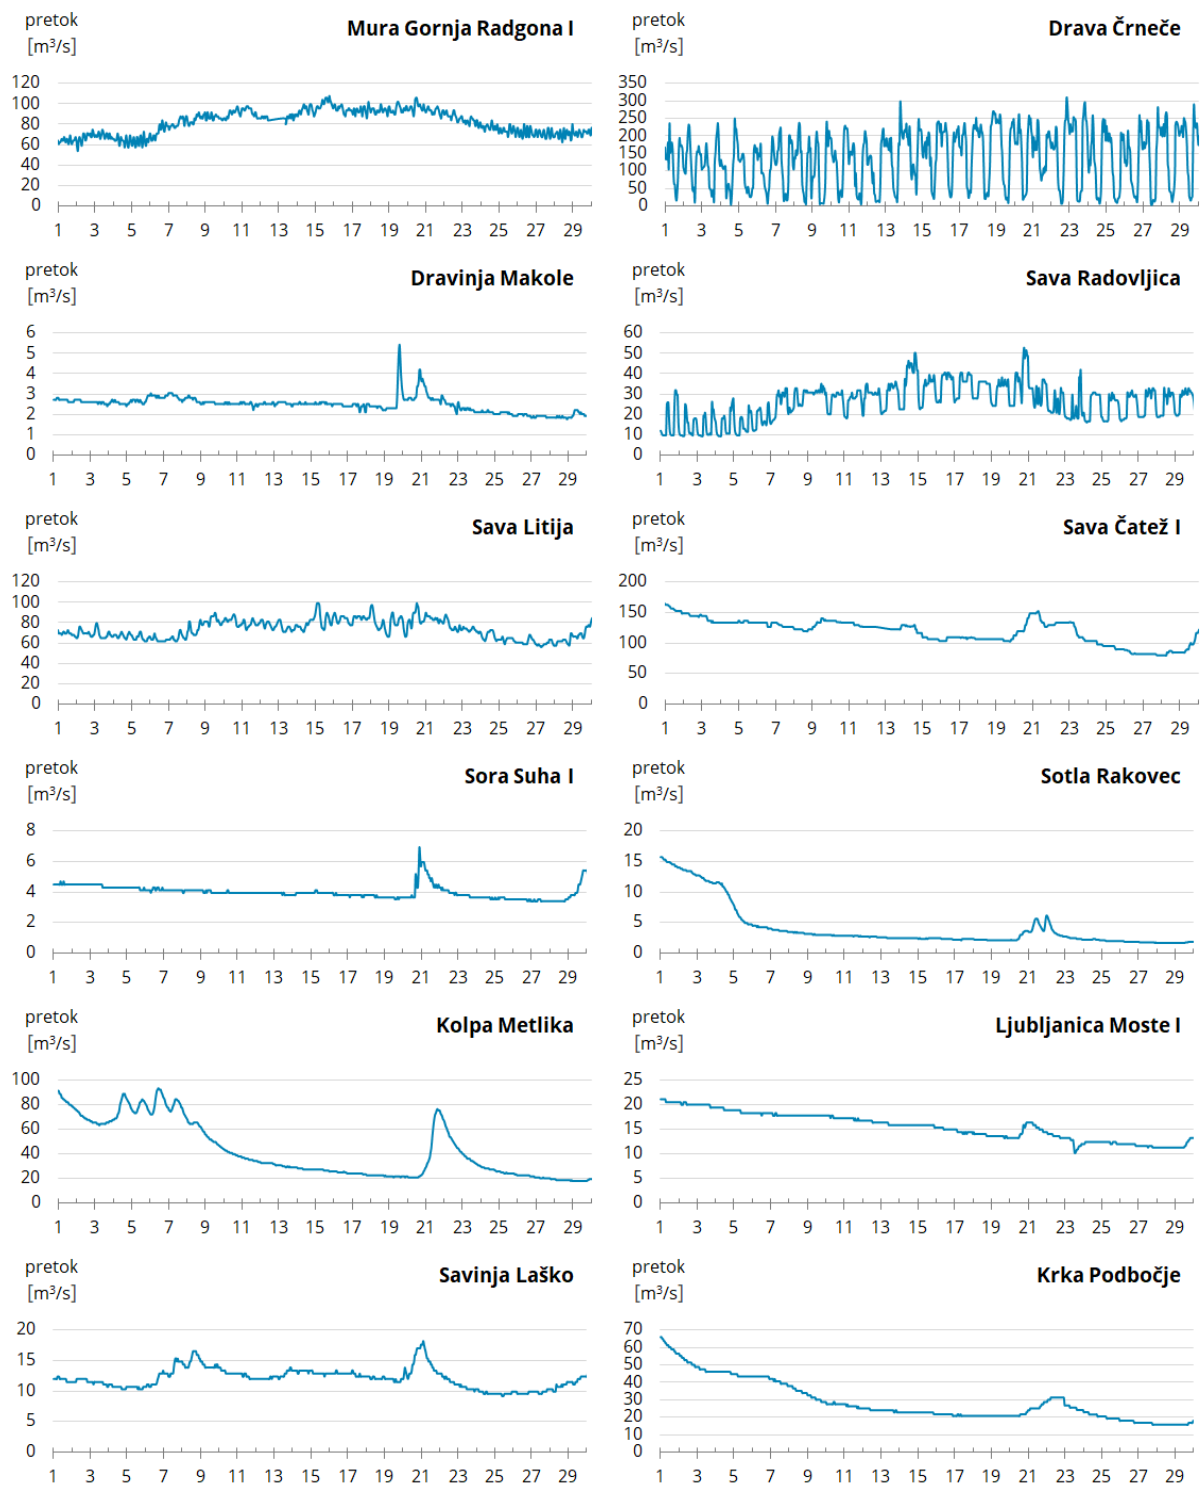 pretok
[m³/s]
Mura Gornja Radgona I
120
100
80
60
40
20
0
1 3 5 7 9 11 13 15 17 19 21 23 25 27 29
pretok
[m³/s]
Drava Črneče
350
300
250
200
150
100
50
0
1 3 5 7 9 11 13 15 17 19 21 23 25 27 29
pretok
[m³/s]
Dravinja Makole
6
5
4
3
2
1
0
1 3 5 7 9 11 13 15 17 19 21 23 25 27 29
pretok
[m³/s]
Sava Radovljica
60
50
40
30
20
10
0
1 3 5 7 9 11 13 15 17 19 21 23 25 27 29
pretok
[m³/s]
Sava Litija
120
100
80
60
40
20
0
1 3 5 7 9 11 13 15 17 19 21 23 25 27 29
pretok
[m³/s]
Sava Čatež I
200
150
100
50
0
1 3 5 7 9 11 13 15 17 19 21 23 25 27 29
pretok
[m³/s]
Sora Suha I
8
6
4
2
0
1 3 5 7 9 11 13 15 17 19 21 23 25 27 29
pretok
[m³/s]
Sotla Rakovec
20
15
10
5
0
1 3 5 7 9 11 13 15 17 19 21 23 25 27 29
pretok
[m³/s]
Kolpa Metlika
100
80
60
40
20
0
1 3 5 7 9 11 13 15 17 19 21 23 25 27 29
pretok
[m³/s]
Ljubljanica Moste I
25
20
15
10
5
0
1 3 5 7 9 11 13 15 17 19 21 23 25 27 29
pretok
[m³/s]
Savinja Laško
20
15
10
5
0
1 3 5 7 9 11 13 15 17 19 21 23 25 27 29
pretok
[m³/s]
Krka Podbočje
70
60
50
40
30
20
10
0
1 3 5 7 9 11 13 15 17 19 21 23 25 27 29